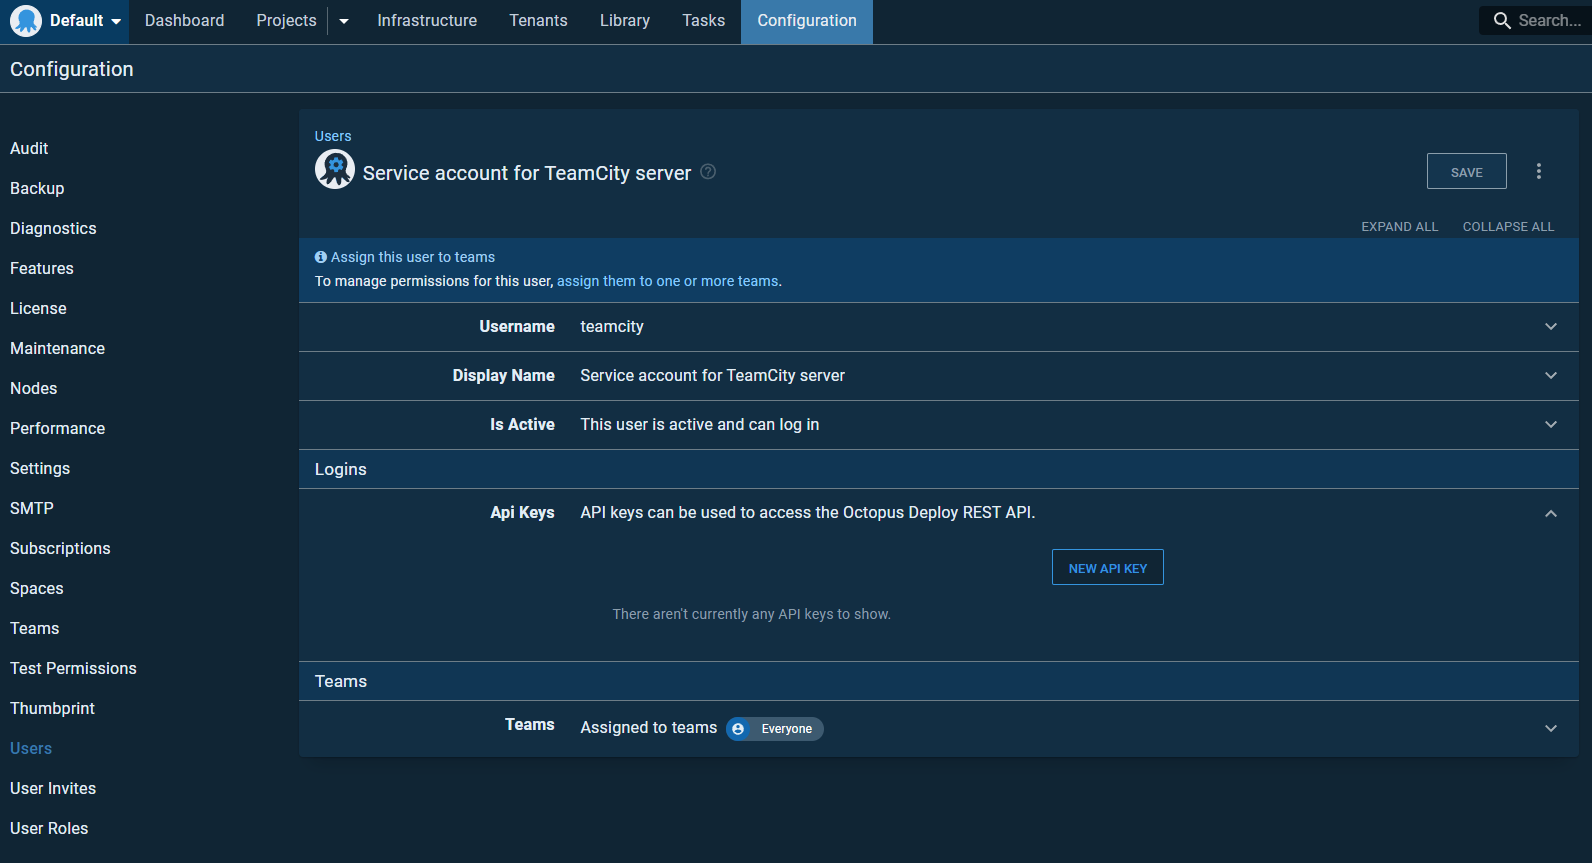 Default Dashboard Projects Infrastructure Tenants Library Tasks Configuration Search...
Configuration
Audit
Backup
Diagnostics
Features
License
Maintenance
Nodes
Performance
Settings
SMTP
Subscriptions
Spaces
Teams
Test Permissions
Thumbprint
Users
User Invites
User Roles
Users
Service account for TeamCity server
SAVE
EXPAND ALL COLLAPSE ALL
Assign this user to teams
To manage permissions for this user, assign them to one or more teams.
Username teamcity
Display Name Service account for TeamCity server
Is Active This user is active and can log in
Logins
Api Keys API keys can be used to access the Octopus Deploy REST API.
NEW API KEY
There aren't currently any API keys to show.
Teams
Teams Assigned to teams Everyone